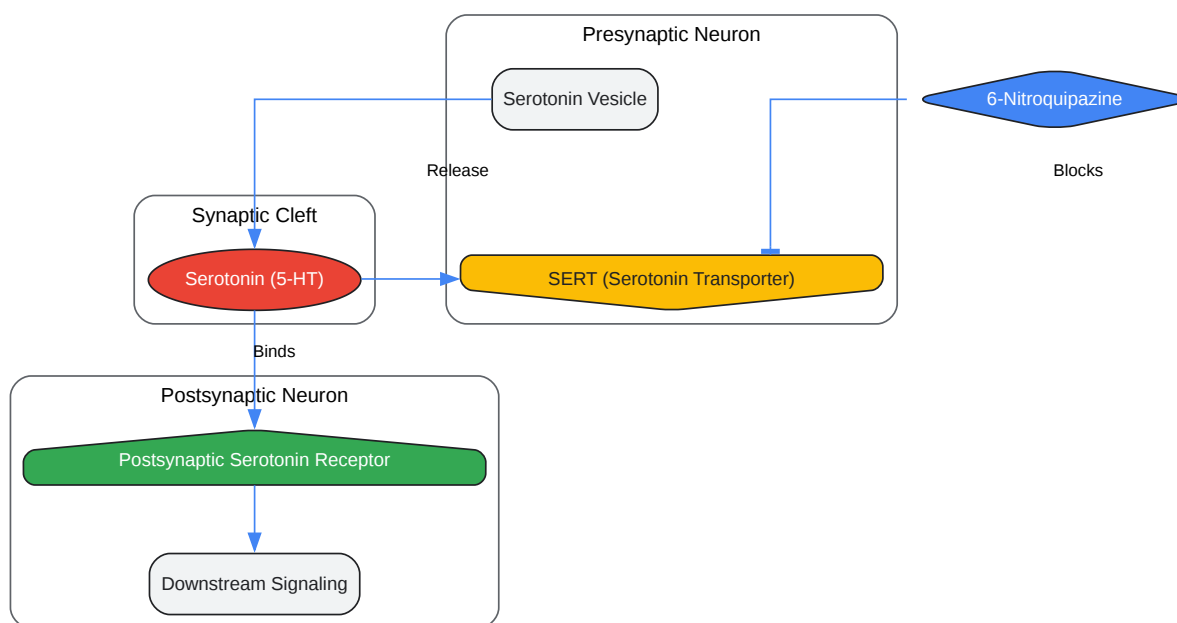 Presynaptic Neuron
Serotonin Vesicle
6-Nitroquipazine
Release
Blocks
Synaptic Cleft
Serotonin (5-HT)
SERT (Serotonin Transporter)
Binds
Postsynaptic Neuron
Postsynaptic Serotonin Receptor
Downstream Signaling